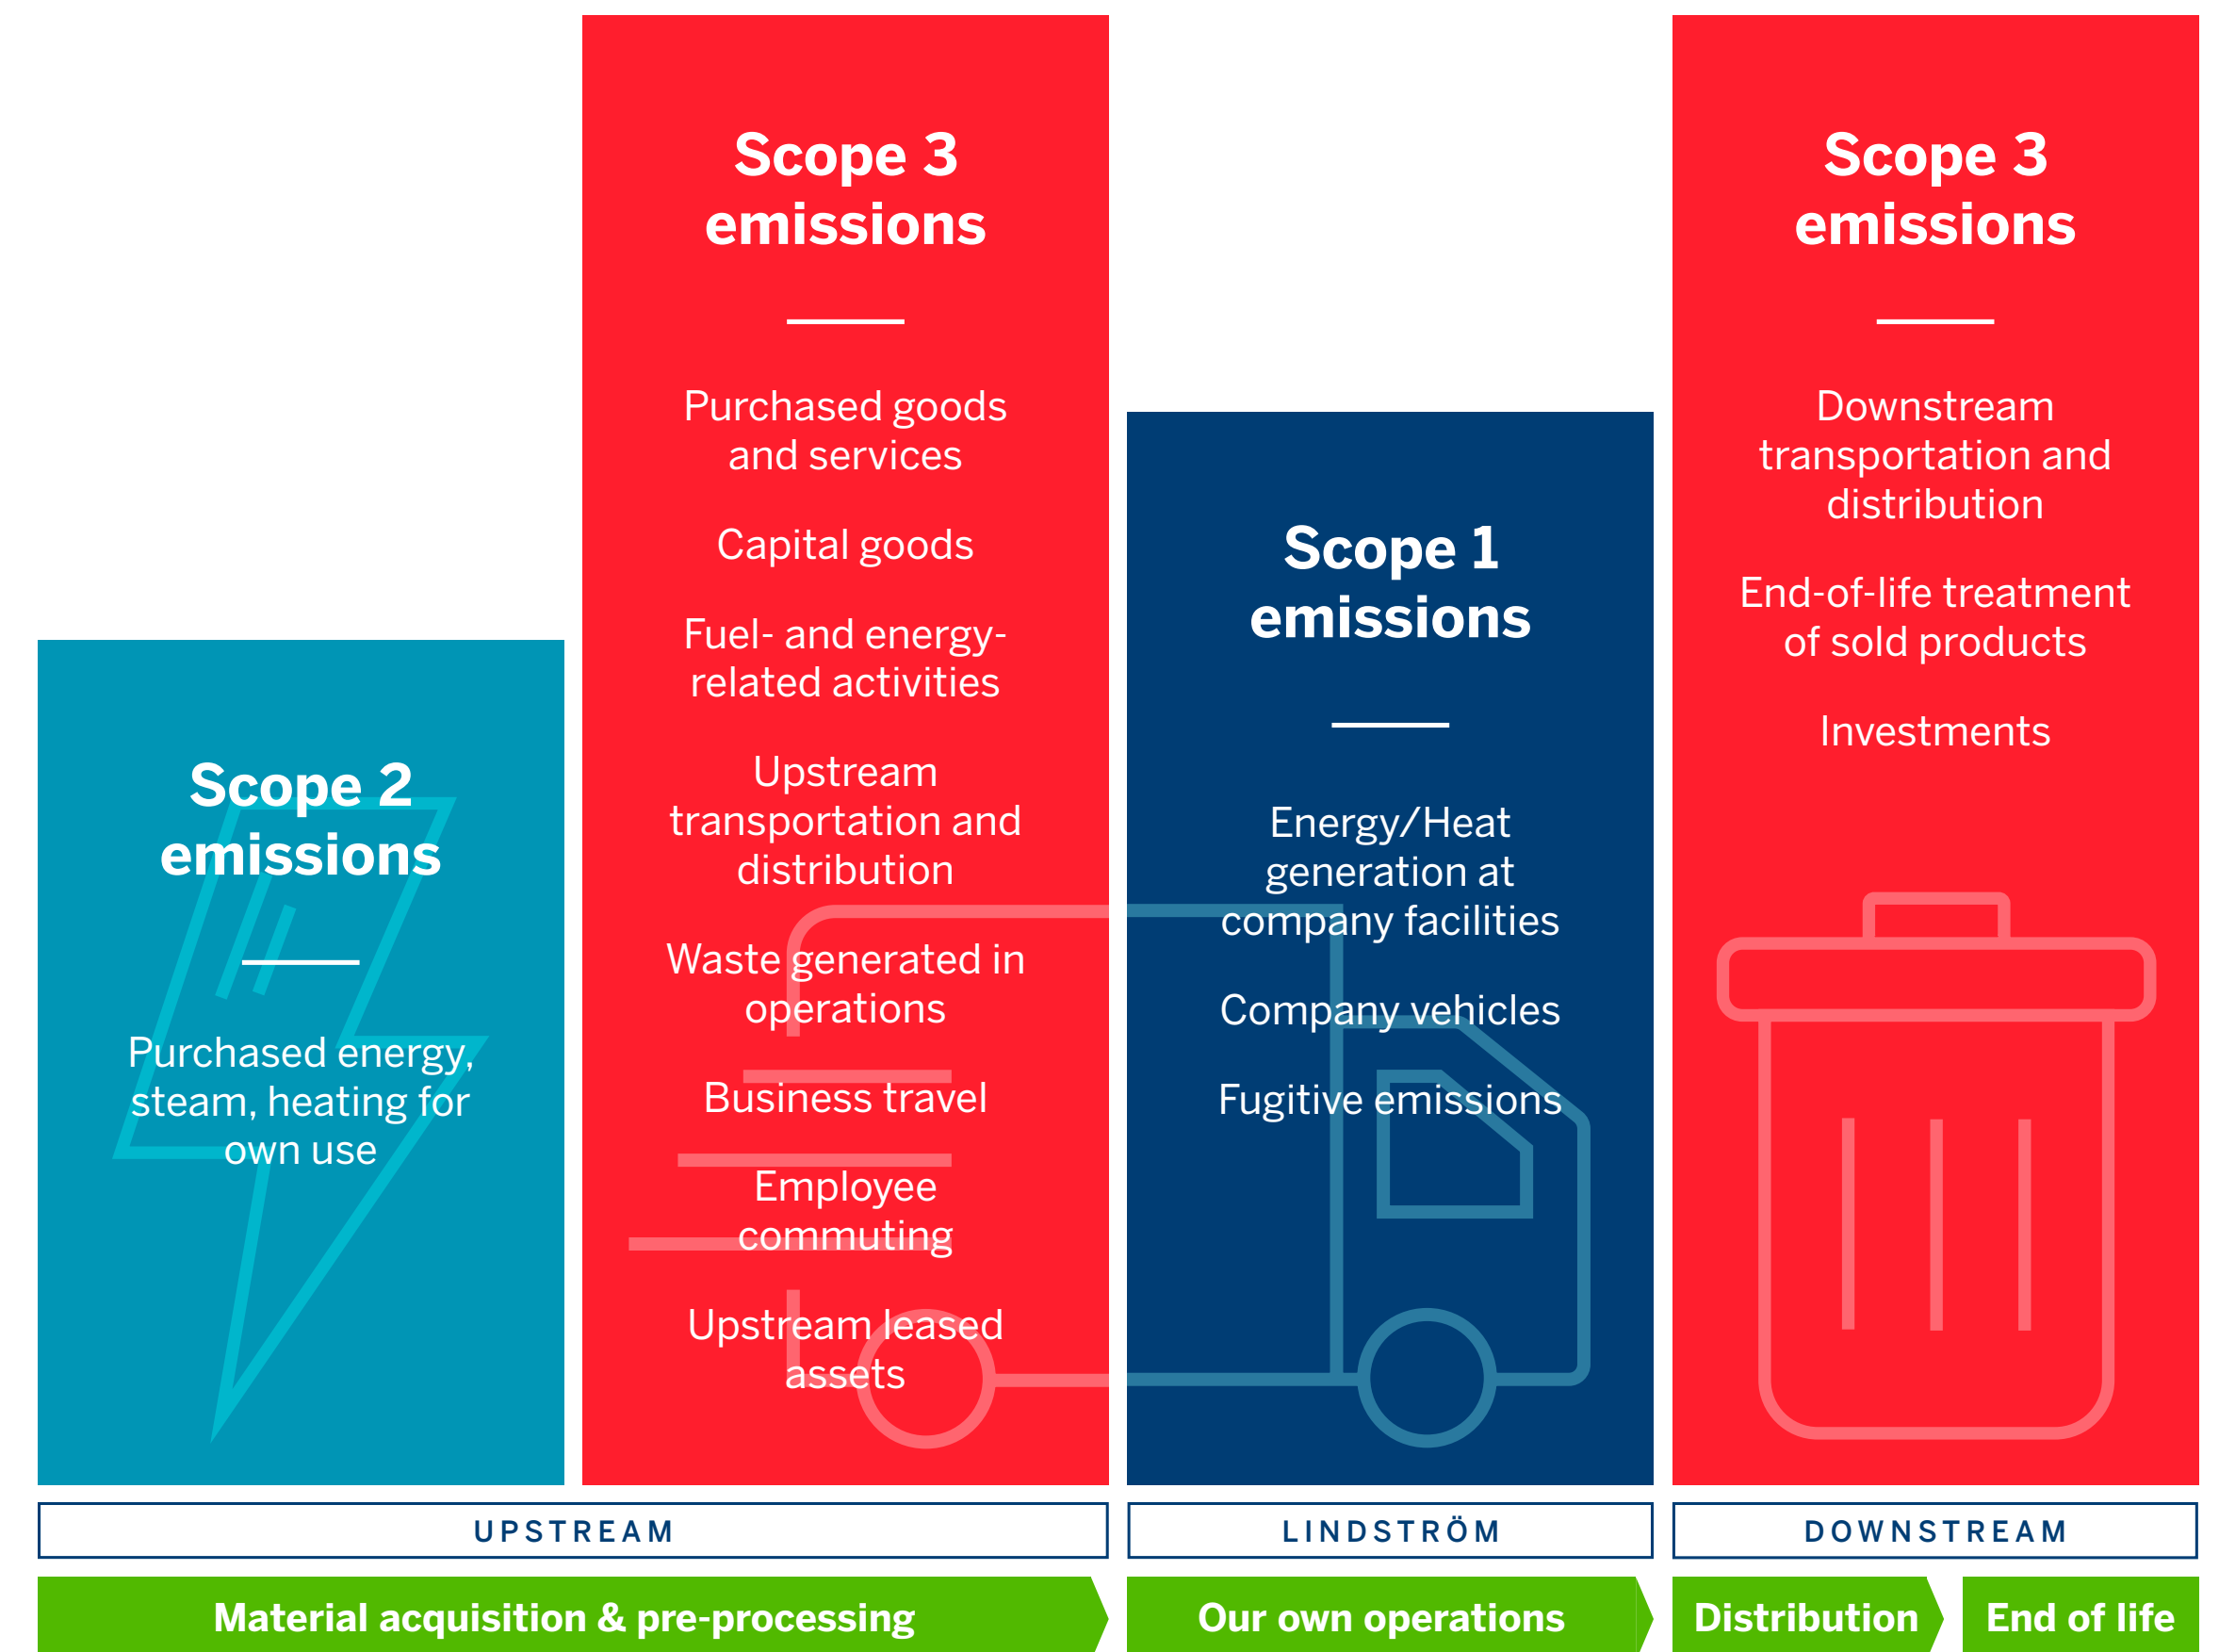 Scope 2
emissions
Purchased energy,
steam, heating for
own use
Scope 3
emissions
Purchased goods
and services
Capital goods
Fuel- and energy-
related activities
Upstream
transportation and
distribution
Waste generated in
operations
Business travel
Employee
commuting
Upstream leased
assets
Scope 1
emissions
Energy/Heat
generation at
company facilities
Company vehicles
Fugitive emissions
Scope 3
emissions
Downstream
transportation and
distribution
End-of-life treatment
of sold products
Investments
UPSTREAM
LINDSTRÖM
DOWNSTREAM
Material acquisition & pre-processing
Our own operations
Distribution
End of life